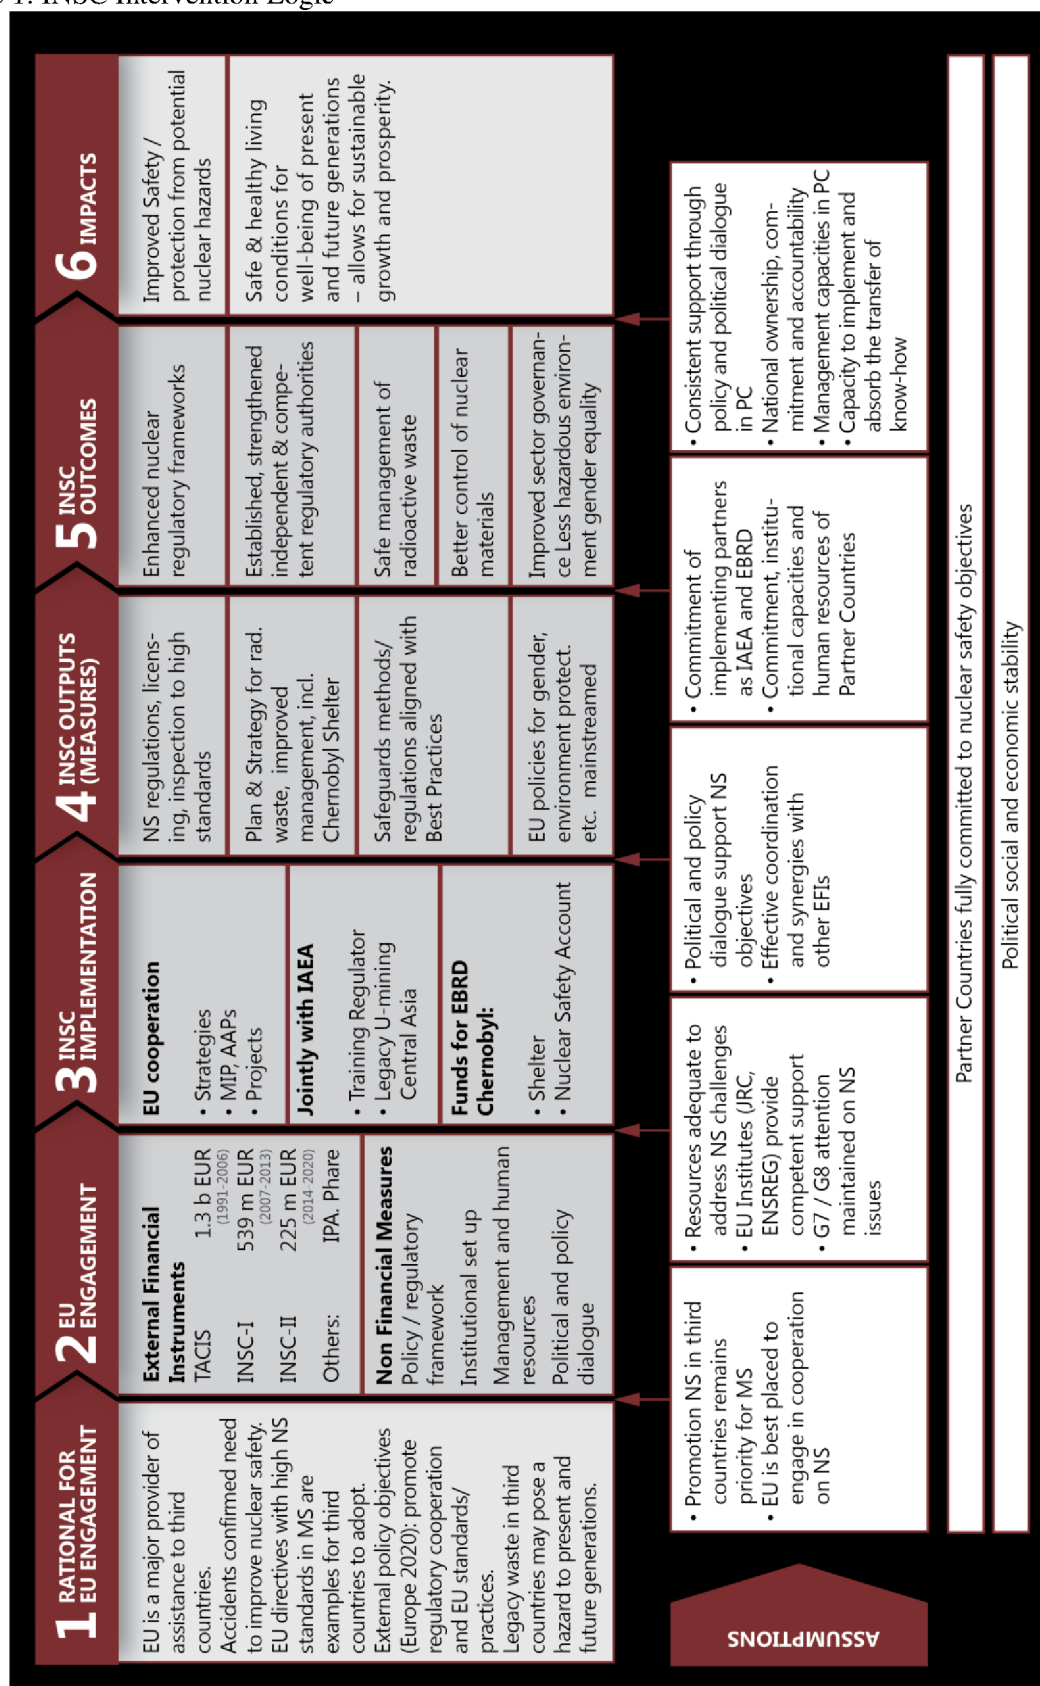 1. INSC Intervention Logic
1 RATIONAL FOR
EU ENGAGEMENT
EU is a major provider of
assistance to third
countries.
Accidents confirmed need
to improve nuclear safety.
EU directives with high NS
standards in MS are
examples for third
countries to adopt.
External policy objectives
(Europe 2020): promote
regulatory cooperation
and EU standards/
practices.
Legacy waste in third
countries may pose a
hazard to present and
future generations.
2 EU
ENGAGEMENT
External Financial
Instruments
TACIS 1.3 b EUR
(1991-2006)
INSC-I 539 m EUR
(2007-2013)
INSC-II 225 m EUR
(2014-2020)
Others: IPA. Phare
Non Financial Measures
Policy / regulatory
framework
Institutional set up
Management and human
resources
Political and policy
dialogue
3 INSC
IMPLEMENTATION
EU cooperation
• Strategies
• MIP, AAPs
• Projects
Jointly with IAEA
• Training Regulator
• Legacy U-mining
Central Asia
Funds for EBRD
Chernobyl:
• Shelter
• Nuclear Safety Account
4 INSC OUTPUTS
(MEASURES)
NS regulations, licens-
ing, inspection to high
standards
Plan & Strategy for rad.
waste, improved
management, incl.
Chernobyl Shelter
Safeguards methods/
regulations aligned with
Best Practices
EU policies for gender,
environment protect.
etc. mainstreamed
5 INSC
OUTCOMES
Enhanced nuclear
regulatory frameworks
Established, strengthened
independent & compe-
tent regulatory authorities
Safe management of
radioactive waste
Better control of nuclear
materials
Improved sector governan-
ce Less hazardous environ-
ment gender equality
6 IMPACTS
Improved Safety /
protection from potential
nuclear hazards
Safe & healthy living
conditions for
well-being of present
and future generations
– allows for sustainable
growth and prosperity.
ASSUMPTIONS
• Promotion NS in third
countries remains
priority for MS
• EU is best placed to
engage in cooperation
on NS
• Resources adequate to
address NS challenges
• EU Institutes (JRC,
ENSREG) provide
competent support
• G7 / G8 attention
maintained on NS
issues
• Political and policy
dialogue support NS
objectives
• Effective coordination
and synergies with
other EFIs
• Commitment of
implementing partners
as IAEA and EBRD
• Commitment, institu-
tional capacities and
human resources of
Partner Countries
• Consistent support through
policy and political dialogue
in PC
• National ownership, com-
mitment and accountability
• Management capacities in PC
• Capacity to implement and
absorb the transfer of
know-how
Partner Countries fully committed to nuclear safety objectives
Political social and economic stability